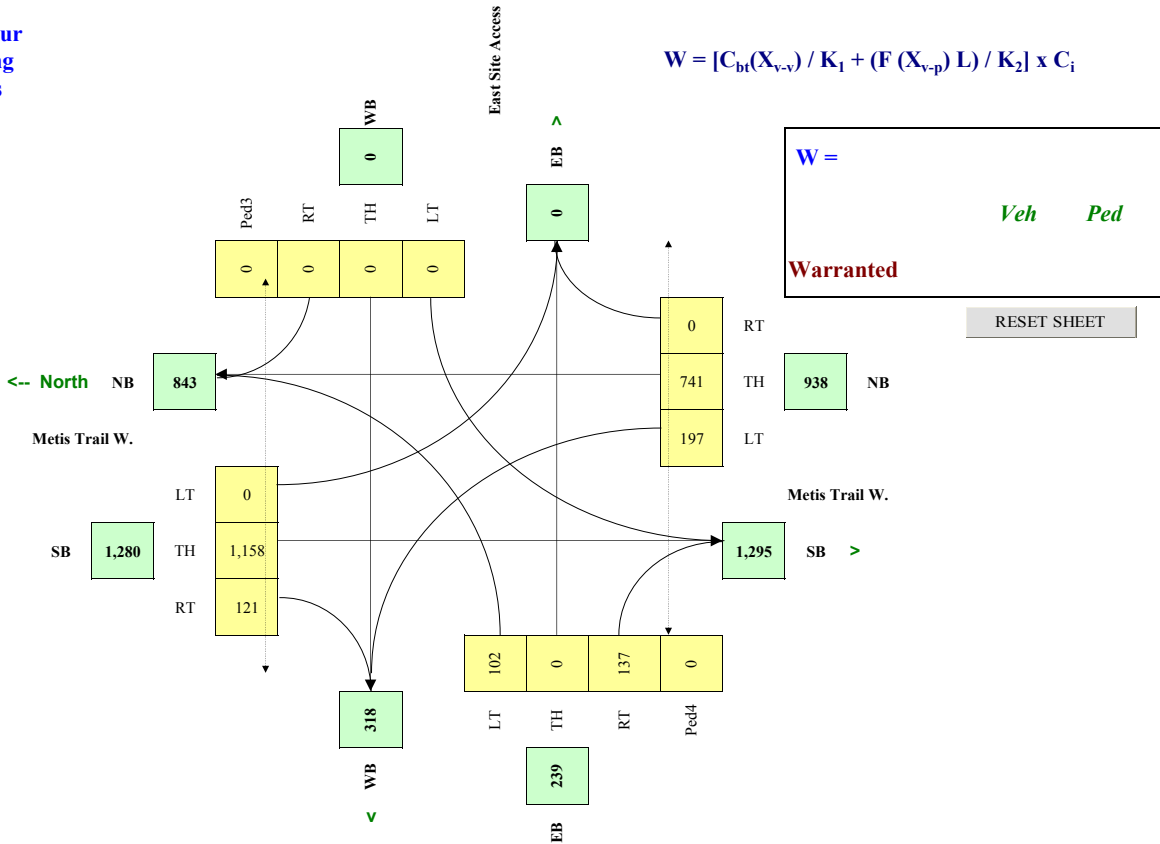 ur
g
s
East Site Access
W = [Cbt(Xv-v) / K1 + (F (Xv-p) L) / K2] x Ci
WB
0
^
EB
0
W =
Veh Ped
Warranted
RESET SHEET
Ped3 RT TH LT
0 0 0 0
0 RT
<-- North NB 843
741 TH 938 NB
Metis Trail W.
197 LT
LT 0
Metis Trail W.
SB 1,280 TH 1,158
1,295 SB >
RT 121
102 0 137 0
318
LT TH RT Ped4
WB
239
v
EB